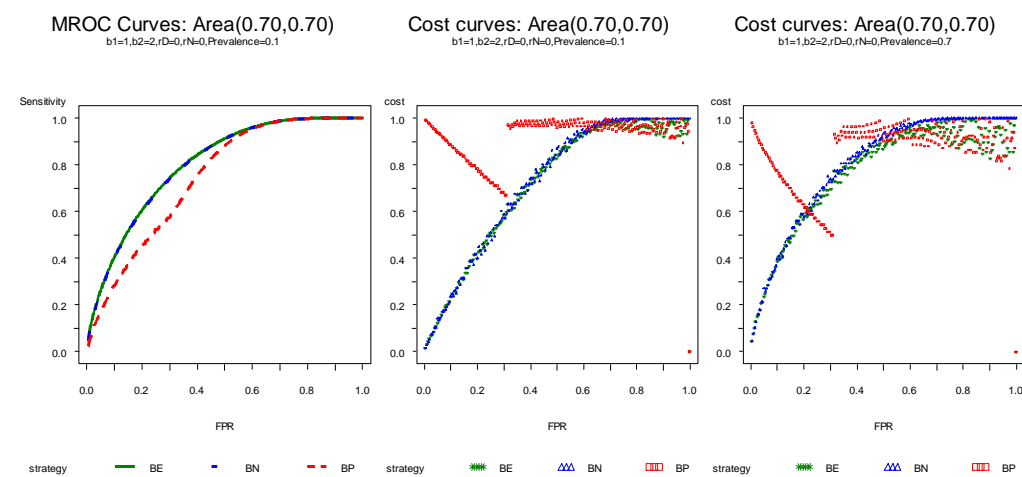 MROC Curves: Area(0.70,0.70)
b1=1,b2=2,rD=0,rN=0,Prevalence=0.1
Sensitivity
1.0
0.8
0.6
0.4
0.2
0.0
0.0 0.2 0.4 0.6 0.8 1.0
FPR
strategy BE BN BP
Cost curves: Area(0.70,0.70)
b1=1,b2=2,rD=0,rN=0,Prevalence=0.1
cost
1.0
0.8
0.6
0.4
0.2
0.0
0.0 0.2 0.4 0.6 0.8 1.0
FPR
strategy BE BN BP
Cost curves: Area(0.70,0.70)
b1=1,b2=2,rD=0,rN=0,Prevalence=0.7
cost
1.0
0.8
0.6
0.4
0.2
0.0
0.0 0.2 0.4 0.6 0.8 1.0
FPR
strategy BE BN BP